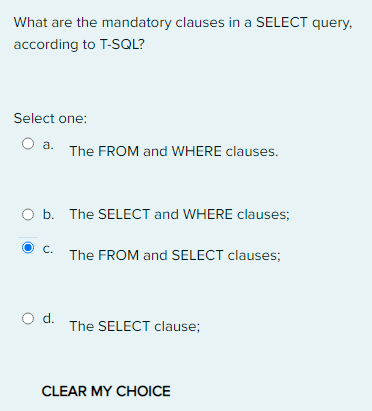 What are the mandatory clauses in a SELECT query,
according to T-SQL?
Select one:
a. The FROM and WHERE clauses.
b. The SELECT and WHERE clauses;
c. The FROM and SELECT clauses;
d. The SELECT clause;
CLEAR MY CHOICE